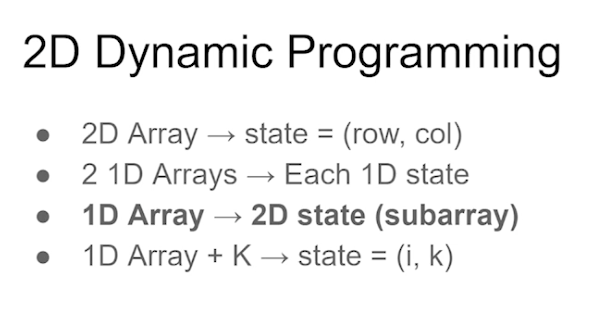 2D Dynamic Programming
● 2D Array → state = (row, col)
● 2 1D Arrays → Each 1D state
● 1D Array → 2D state (subarray)
● 1D Array + K → state = (i, k)